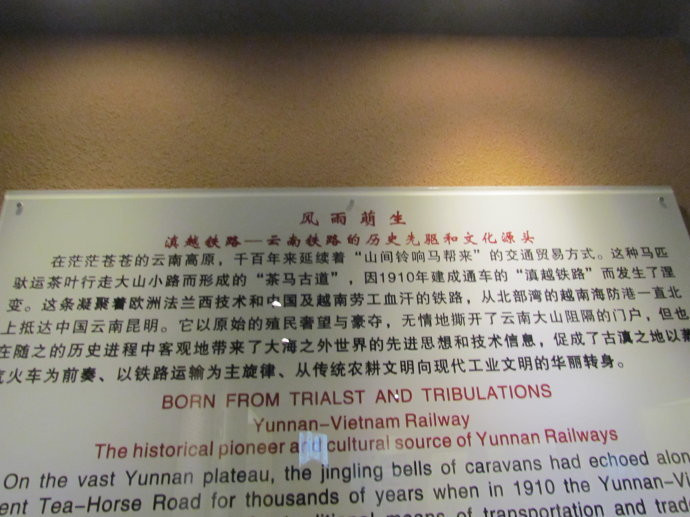 风雨萌生
滇越铁路—云南铁路的历史先驱和文化源头
在茫茫苍苍的云南高原，千百年来延续着“山间铃响马帮来”的交通贸易方式。这种马匹
驮运茶叶行走大山小路而形成的“茶马古道”，因1910年建成通车的“滇越铁路”而发生了涅
变。这条凝聚着欧洲法兰西技术和中国及越南劳工血汗的铁路，从北部湾的越南海防港一直北
上抵达中国云南昆明。它以原始的殖民奢望与豪夺，无情地撕开了云南大山阻隔的门户，但也
在随之的历史进程中客观地带来了大海之外世界的先进思想和技术信息，促成了古滇之地以蒸
汽火车为前奏、以铁路运输为主旋律、从传统农耕文明向现代工业文明的华丽转身。
BORN FROM TRIALST AND TRIBULATIONS
Yunnan-Vietnam Railway
The historical pioneer and cultural source of Yunnan Railways
On the vast Yunnan plateau, the jingling bells of caravans had echoed alon
ent Tea-Horse Road for thousands of years when in 1910 the Yunnan-Vi
means of transportation and trad